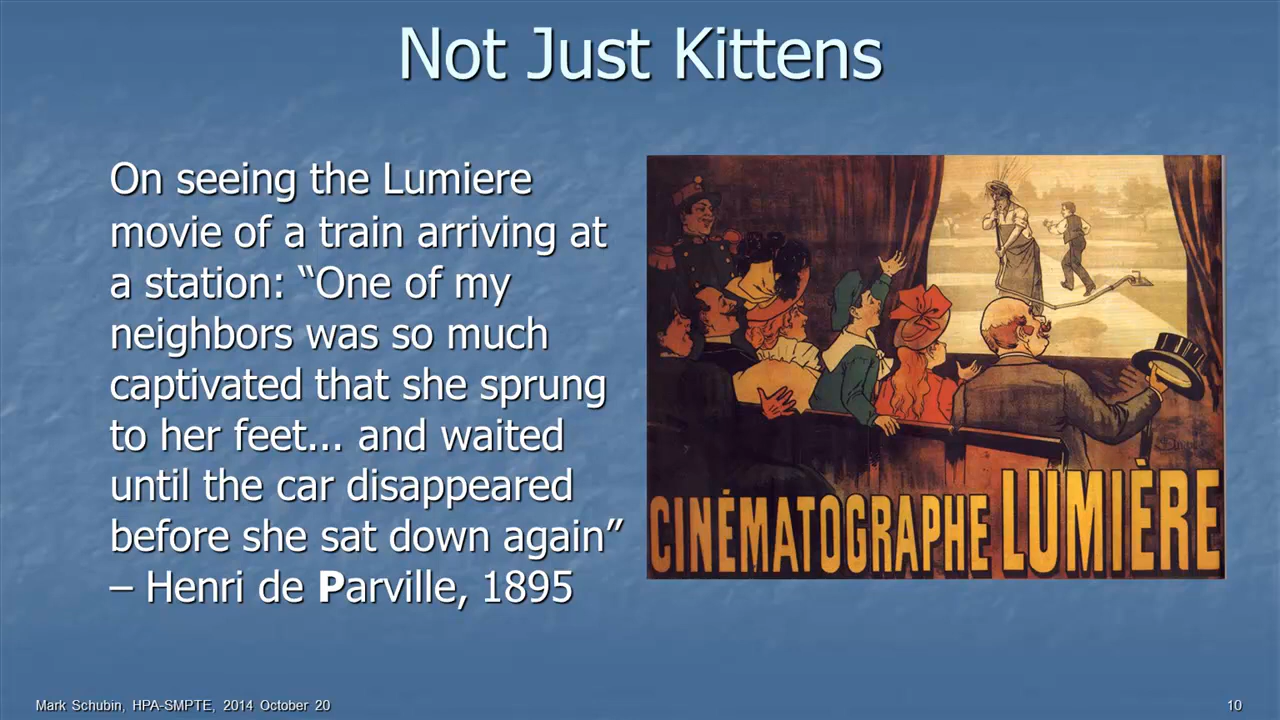 Not Just Kittens
On seeing the Lumiere
movie of a train arriving at
a station: “One of my
neighbors was so much
captivated that she sprung
to her feet... and waited
until the car disappeared
before she sat down again”
– Henri de Parville, 1895
CINÉMATOGRAPHE LUMIÈRE
Mark Schubin, HPA-SMPTE, 2014 October 20
10